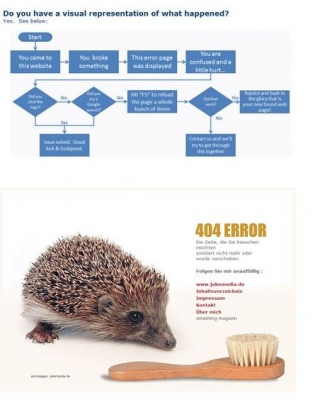 Do you have a visual representation of what happened?
Yes. See below:
Start
You came to
this website
You broke
something
This error page
was displayed
You are
confused and a
little hurt...
Did you
click the
logo?
No
Did you
try a
Google
search?
No
Hit "F5" to reload
the page a whole
bunch of times
Did that
work?
Yes
Rejoice and bask in
the glory that is
your new found web
page!
Yes
Yes
No
Issue solved. Good
luck & Godspeed.
Contact us and we'll
try to get through
this together
404 ERROR
Die Seite, die Sie besuchen
möchten
existiert nicht mehr oder
wurde verschoben.
Folgen Sie mir unauffällig :
www.jukemedia.de
Inhaltsverzeichnis
Impressum
Kontakt
Über mich
smashing magazin